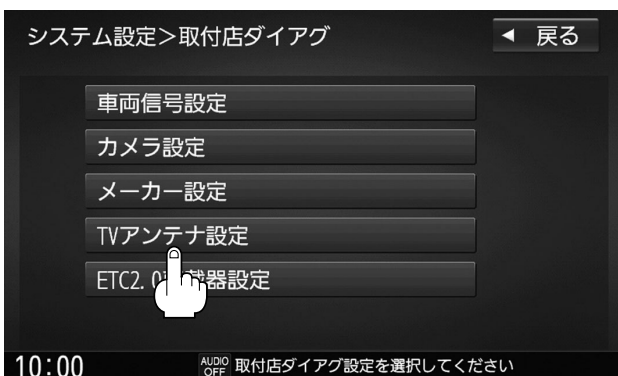 システム設定＞取付店ダイアグ
◀ 戻る
車両信号設定
カメラ設定
メーカー設定
TVアンテナ設定
ETC2.0 載器設定
10:00
AUDIO OFF 取付店ダイアグ設定を選択してください